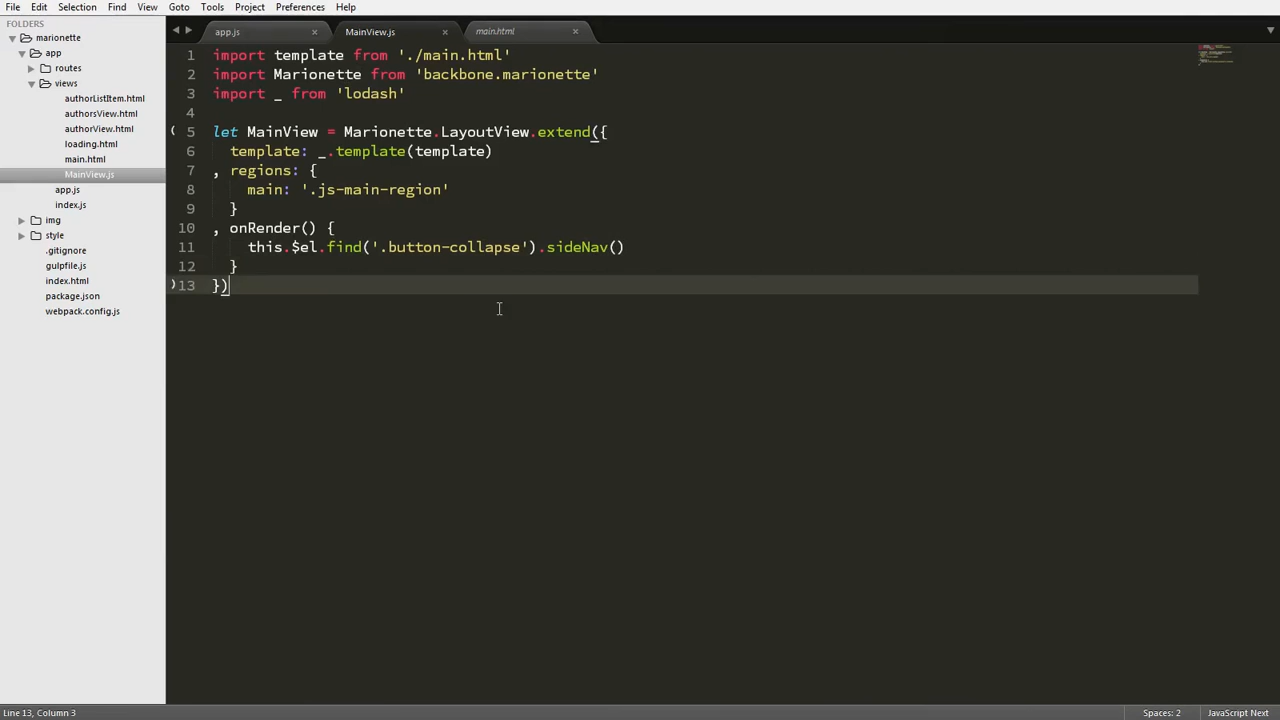 File Edit Selection Find View Goto Tools Project Preferences Help
FOLDERS
marionette
app
routes
views
authorListItem.html
authorsView.html
authorView.html
loading.html
main.html
MainView.js
app.js
index.js
img
style
.gitignore
gulpfile.js
index.html
package.json
webpack.config.js
app.js × MainView.js × main.html ×
1 import template from './main.html'
2 import Marionette from 'backbone.marionette'
3 import _ from 'lodash'
4
5 let MainView = Marionette.LayoutView.extend({
6 template: _.template(template)
7 , regions: {
8 main: '.js-main-region'
9 }
10 , onRender() {
11 this.$el.find('.button-collapse').sideNav()
12 }
13 })
Line 13, Column 3 Spaces: 2 JavaScript Next